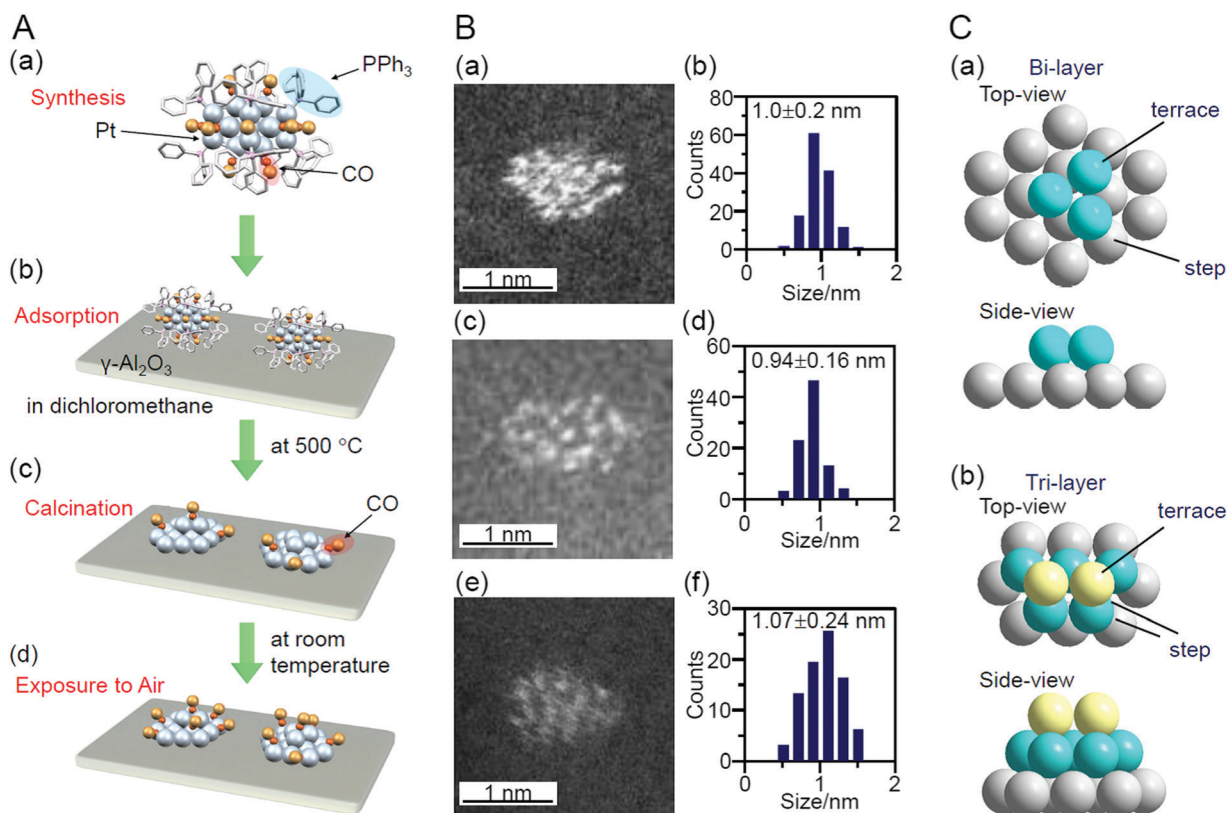 A
(a)
Synthesis
PPh₃
Pt
CO
(b)
Adsorption
γ-Al₂O₃
in dichloromethane
at 500 °C
(c)
Calcination
CO
at room
temperature
(d)
Exposure to Air
B
(a)
1 nm
(b)
1.0±0.2 nm
Counts
80
60
40
20
0
0
1
2
Size/nm
(c)
1 nm
(d)
0.94±0.16 nm
Counts
60
40
20
0
0
1
2
Size/nm
(e)
1 nm
(f)
1.07±0.24 nm
Counts
30
20
10
0
0
1
2
Size/nm
C
(a)
Bi-layer
Top-view
terrace
step
Side-view
(b)
Tri-layer
Top-view
terrace
step
Side-view